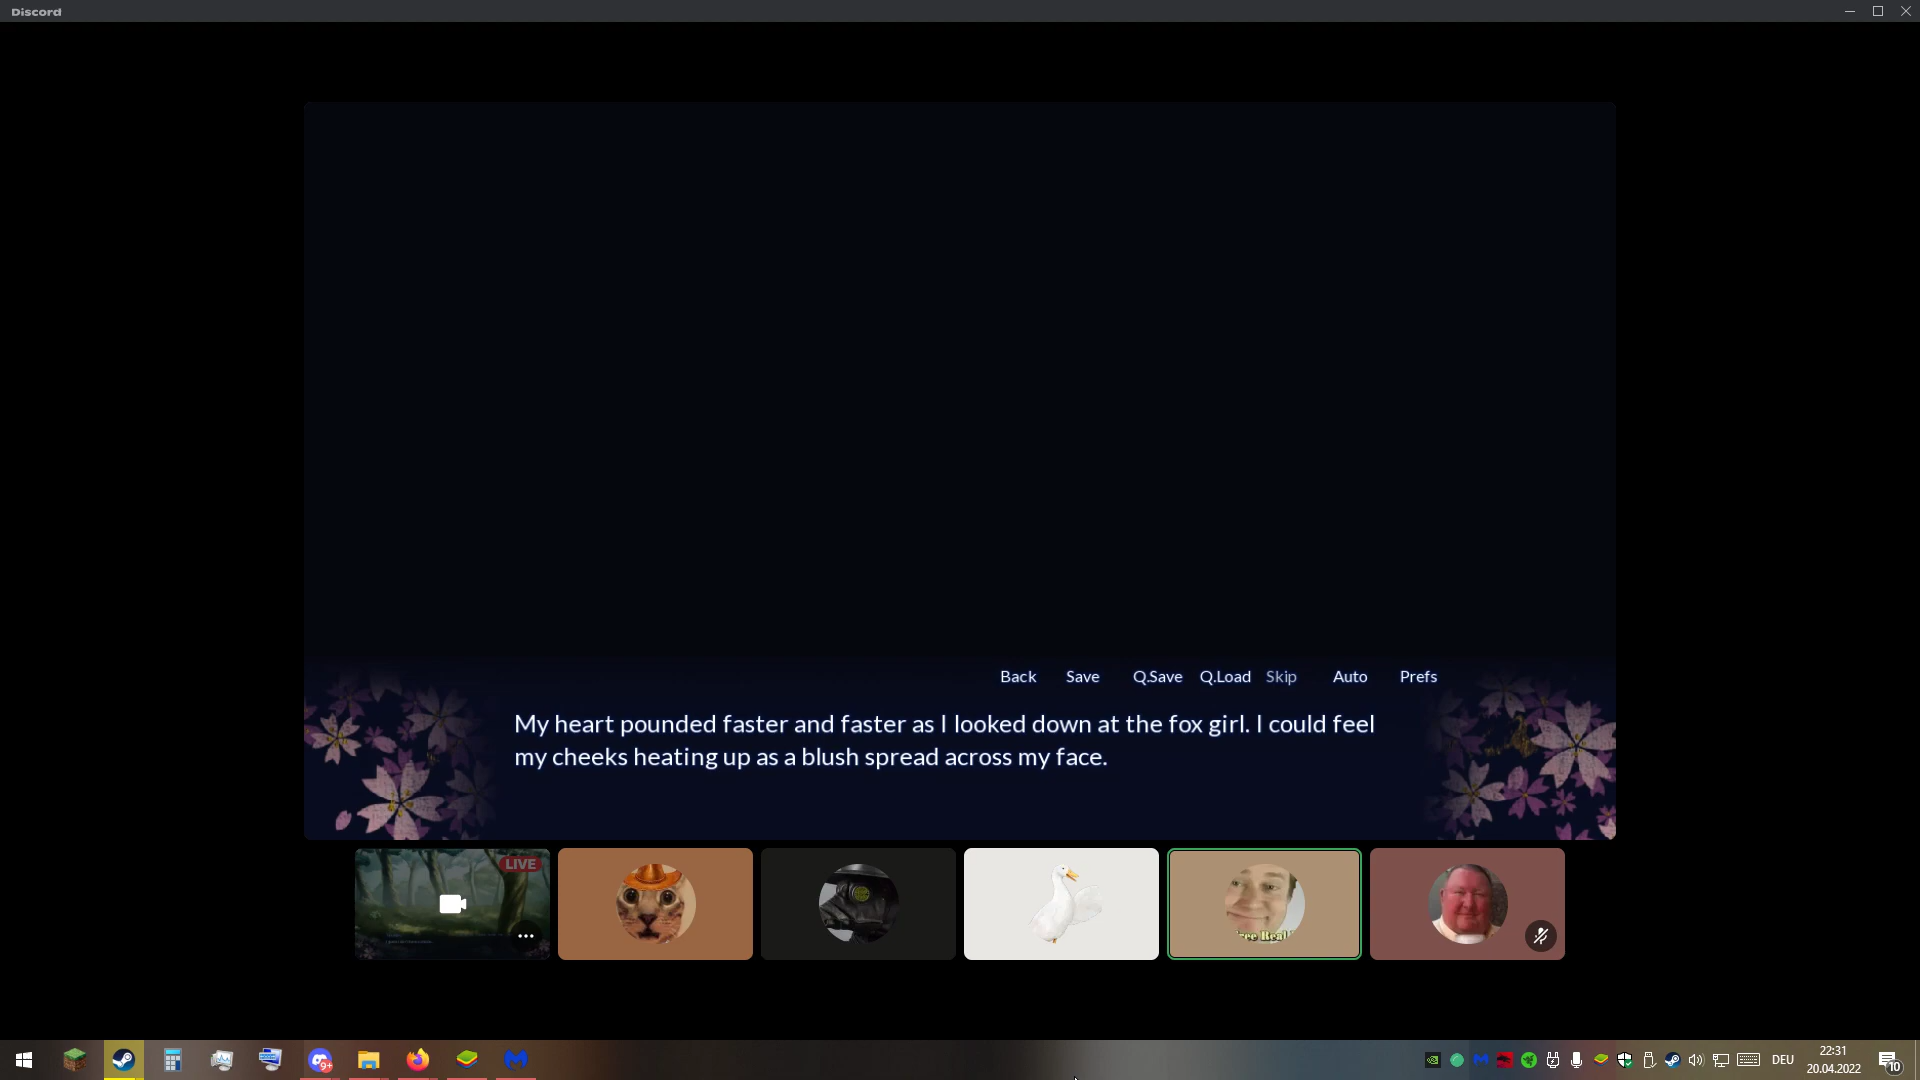 Discord
Back Save Q.Save Q.Load Skip Auto Prefs
My heart pounded faster and faster as I looked down at the fox girl. I could feel
my cheeks heating up as a blush spread across my face.
LIVE
9+
DEU
22:31
20.04.2022
10